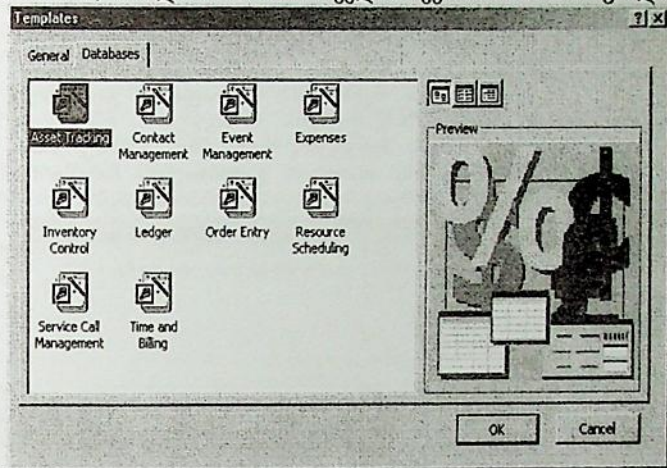 Templates
General Databases
Asset Tracking
Contact
Management
Event
Management
Expenses
Inventory
Control
Ledger
Order Entry
Resource
Scheduling
Service Call
Management
Time and
Billing
Preview
OK
Cancel